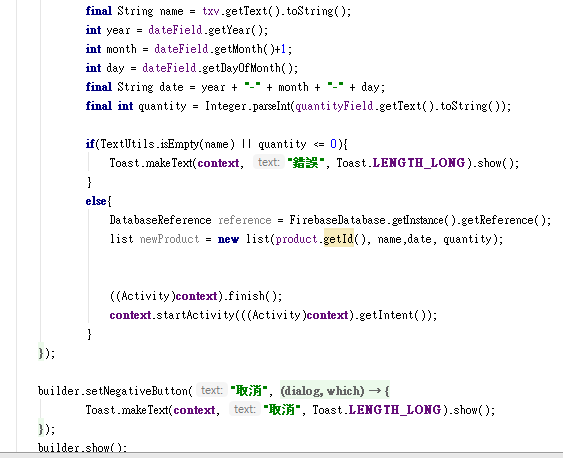 final String name = txv.getText().toString();
int year = dateField.getYear();
int month = dateField.getMonth()+1;
int day = dateField.getDayOfMonth();
final String date = year + "-" + month + "-" + day;
final int quantity = Integer.parseInt(quantityField.getText().toString());
if(TextUtils.isEmpty(name) || quantity <= 0){
Toast.makeText(context, text: "錯誤", Toast.LENGTH_LONG).show();
}
else{
DatabaseReference reference = FirebaseDatabase.getInstance().getReference();
list newProduct = new list(product.getId(), name,date, quantity);
((Activity)context).finish();
context.startActivity(((Activity)context).getIntent());
}
});
builder.setNegativeButton( text: "取消", (dialog, which) → {
Toast.makeText(context, text: "取消", Toast.LENGTH_LONG).show();
});
builder.show();